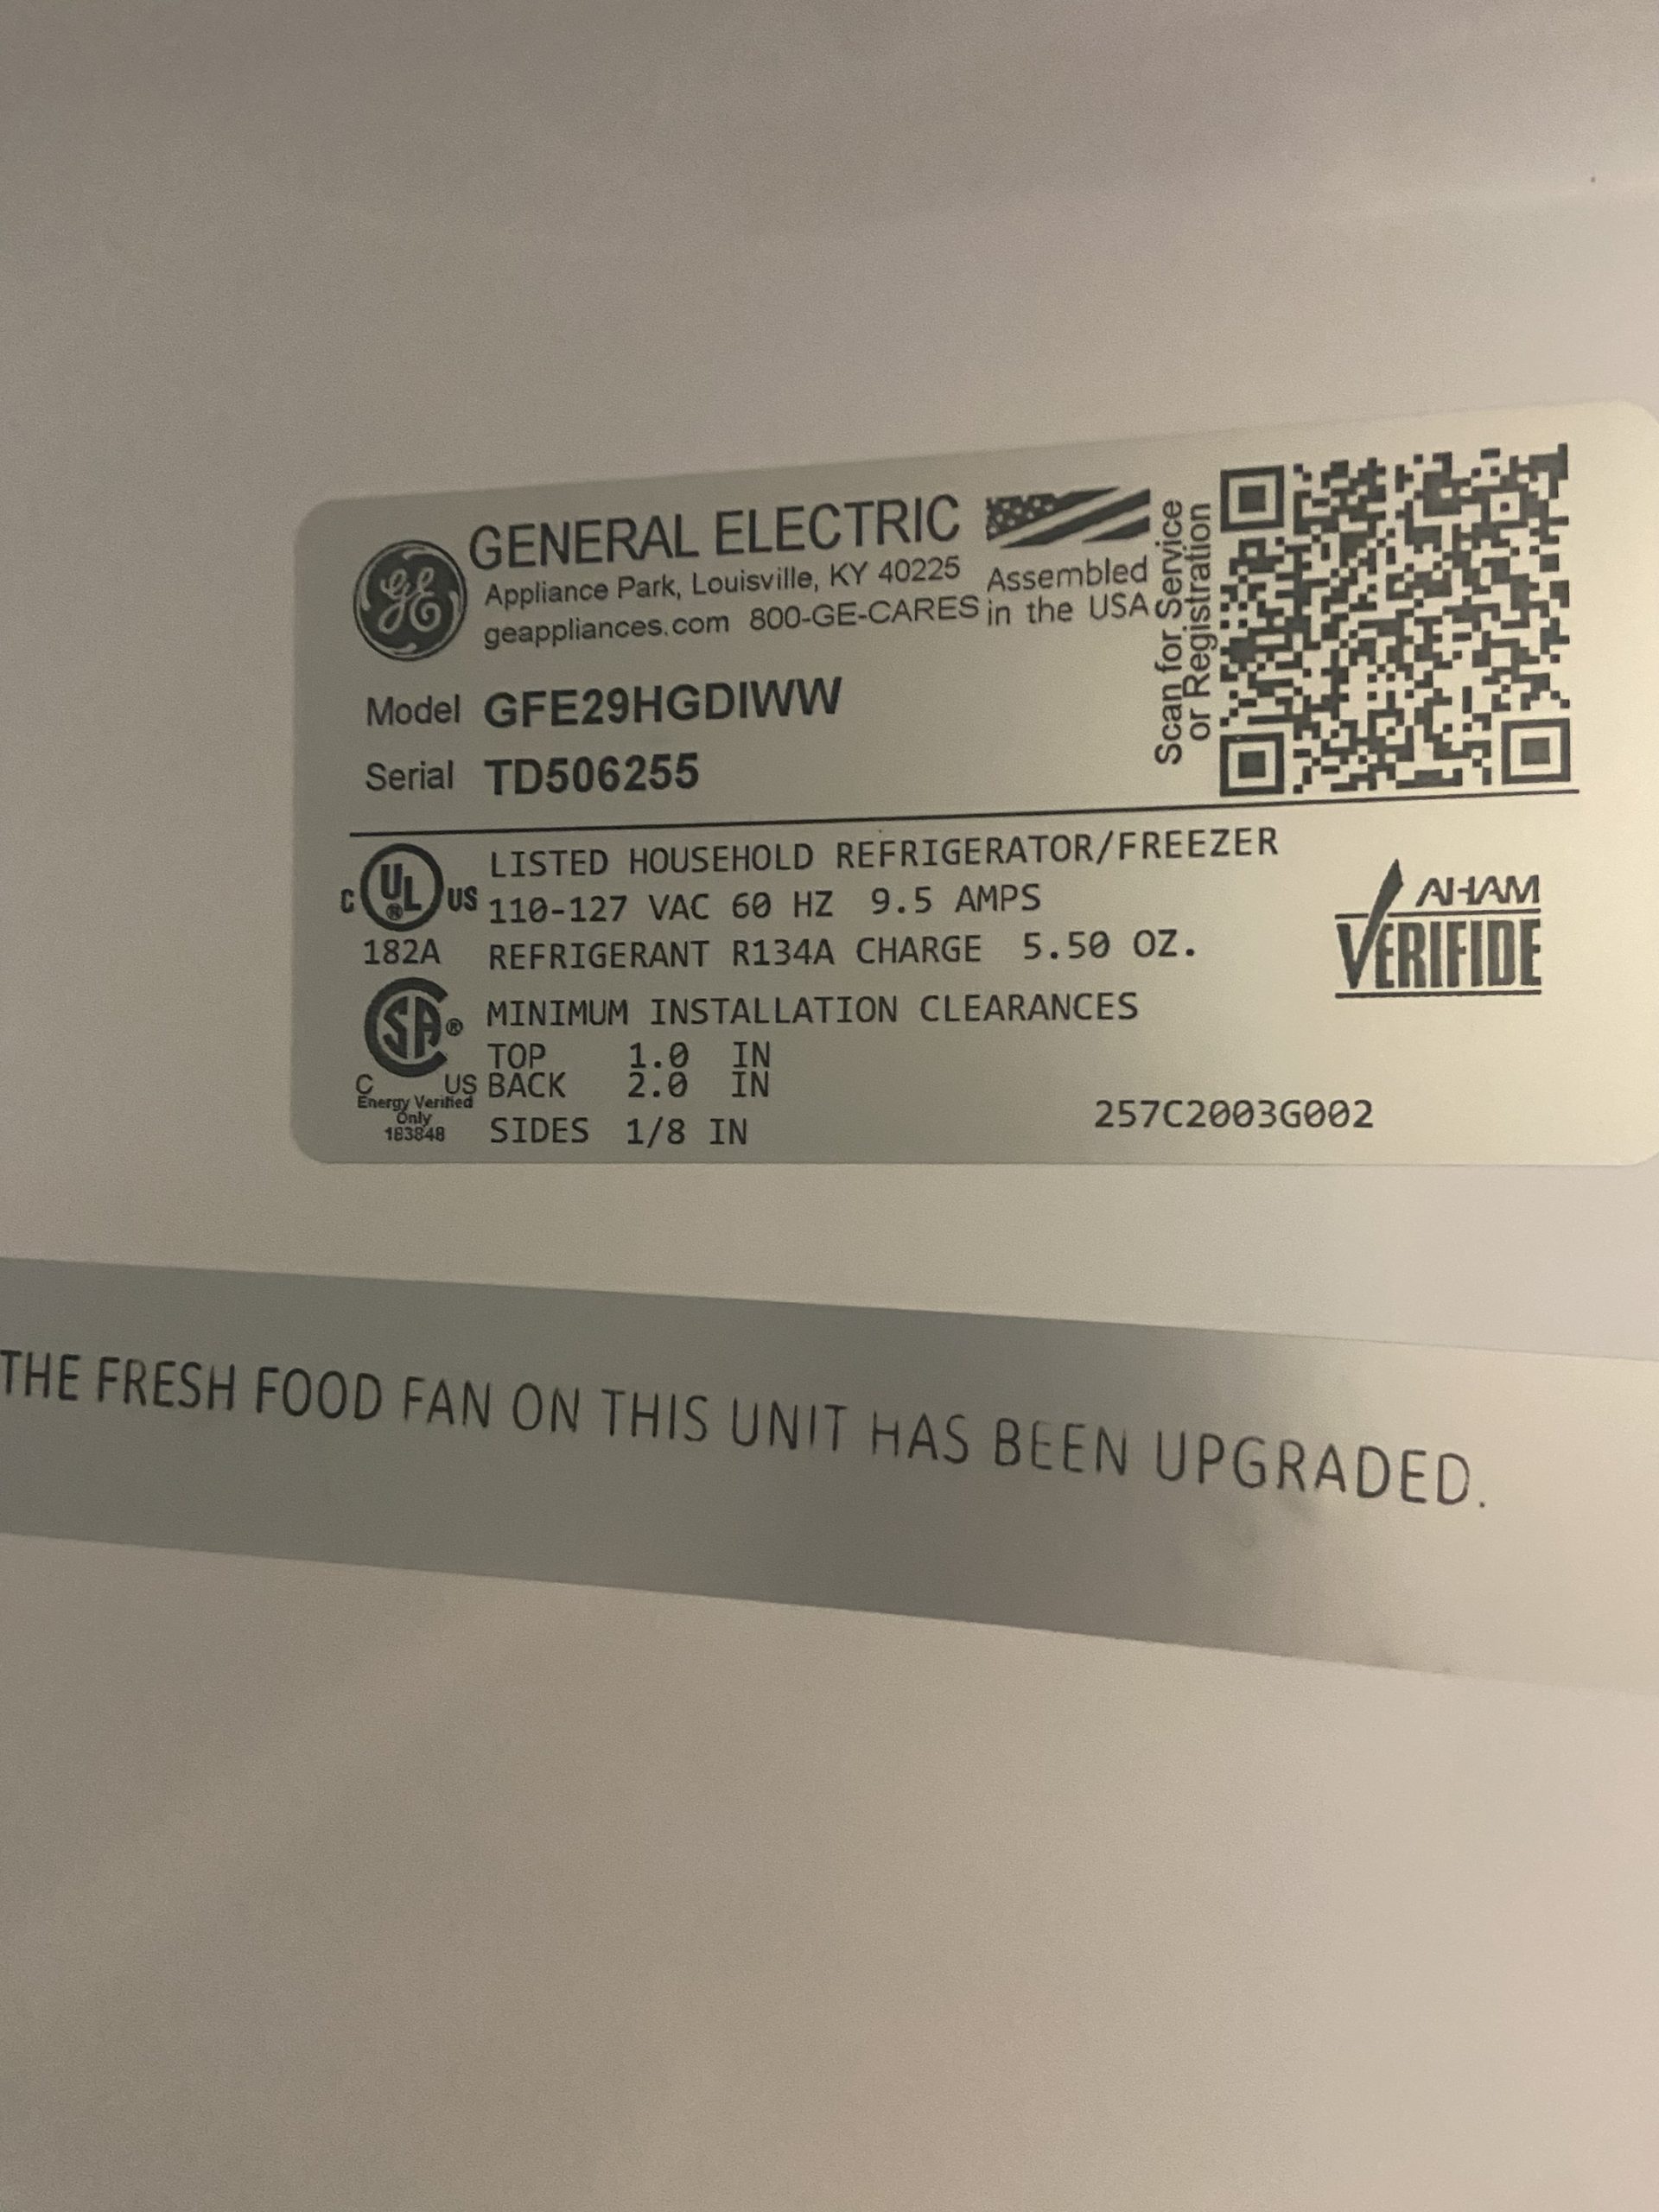 GE GENERAL ELECTRIC
Appliance Park, Louisville, KY 40225
geappliances.com 800-GE-CARES
Assembled
in the USA
Scan for Service
or Registration
Model GFE29HGDIWW
Serial TD506255
C UL® US
182A
LISTED HOUSEHOLD REFRIGERATOR/FREEZER
110-127 VAC 60 HZ 9.5 AMPS
REFRIGERANT R134A CHARGE 5.50 OZ.
AHAM
VERIFIDE
SA®
C US
Energy Verified
Only
183848
MINIMUM INSTALLATION CLEARANCES
TOP 1.0 IN
BACK 2.0 IN
SIDES 1/8 IN
257C2003G002
THE FRESH FOOD FAN ON THIS UNIT HAS BEEN UPGRADED.